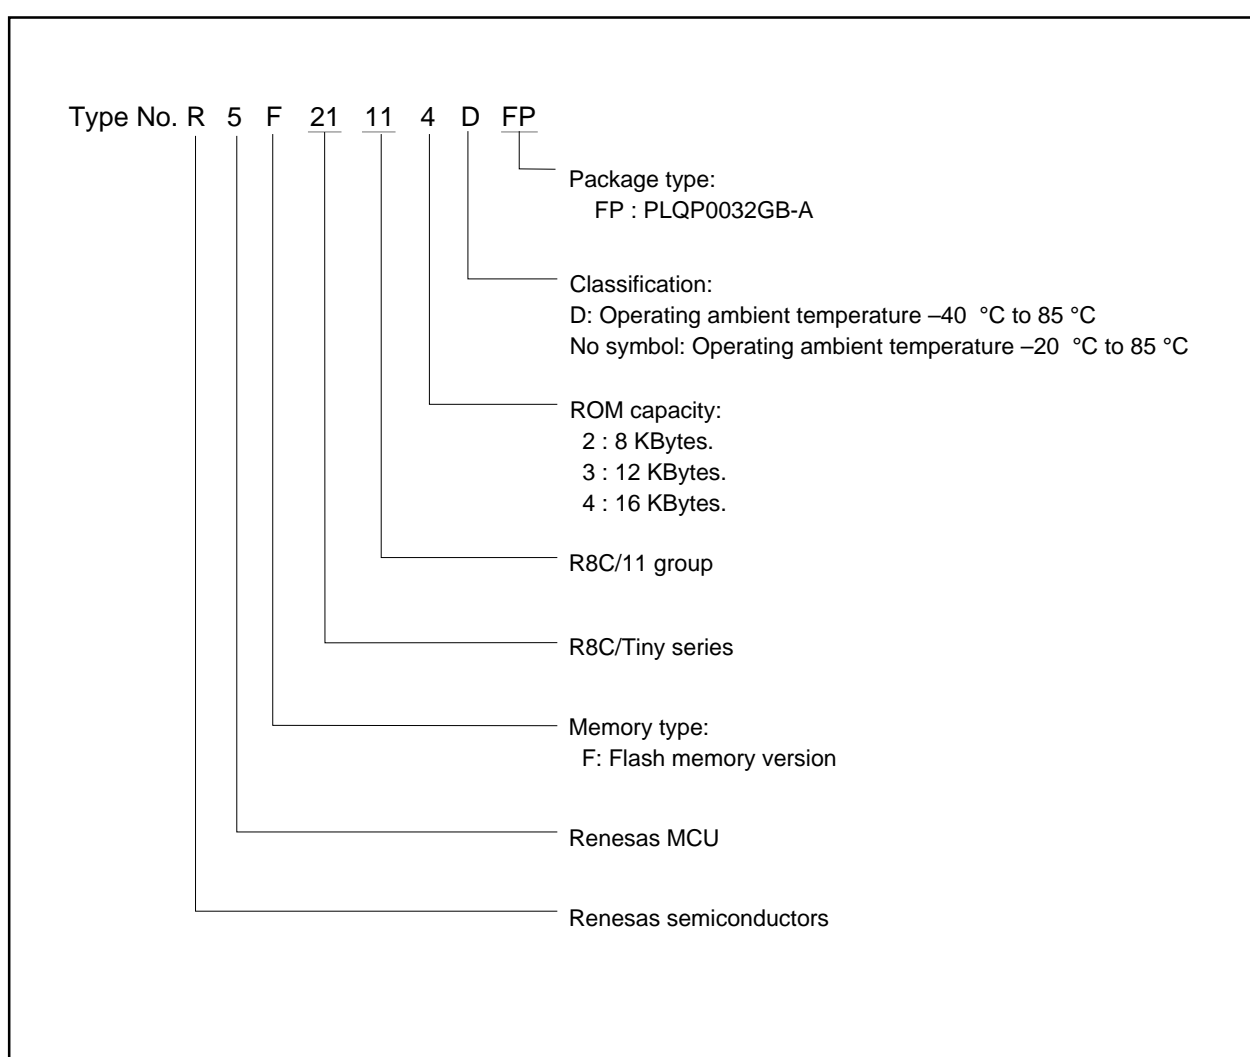 Type No. R 5 F 21 11 4 D FP
Package type:
FP : PLQP0032GB-A
Classification:
D: Operating ambient temperature –40 °C to 85 °C
No symbol: Operating ambient temperature –20 °C to 85 °C
ROM capacity:
2 : 8 KBytes.
3 : 12 KBytes.
4 : 16 KBytes.
R8C/11 group
R8C/Tiny series
Memory type:
F: Flash memory version
Renesas MCU
Renesas semiconductors